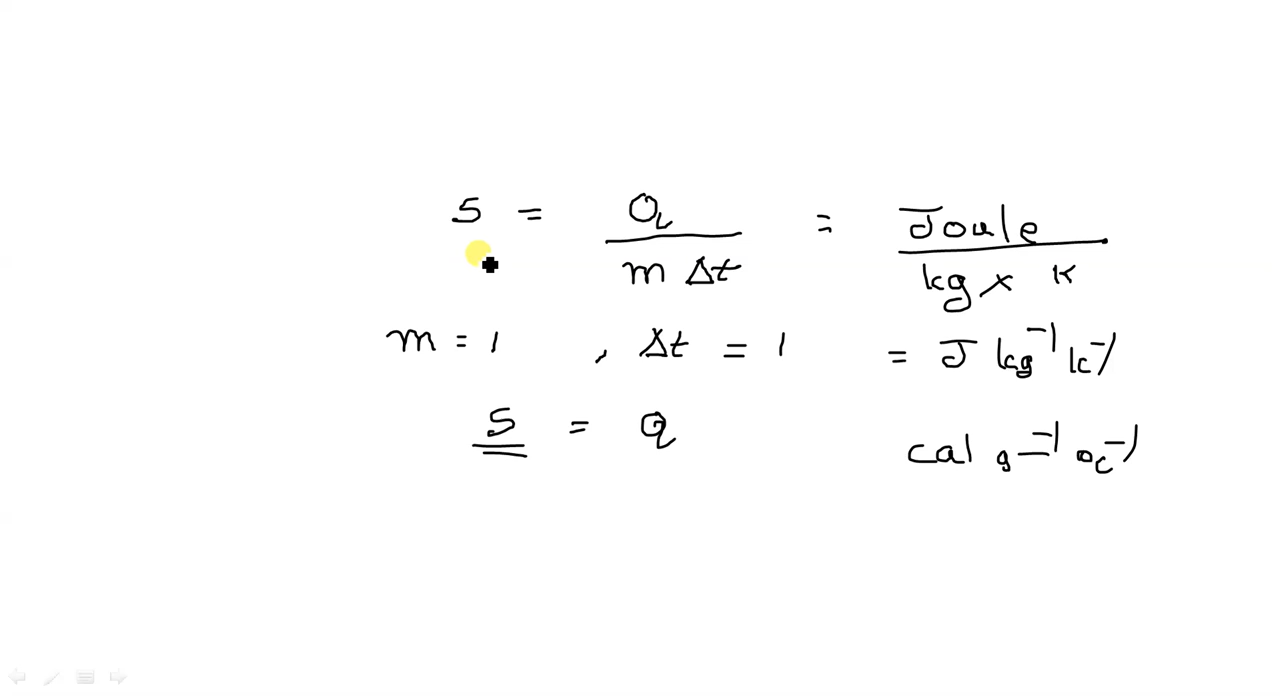 S = Q / m Δt = Joule / kg × K
m = 1 , Δt = 1 = J kg⁻¹ K⁻¹
S = Q
cal g⁻¹ °C⁻¹